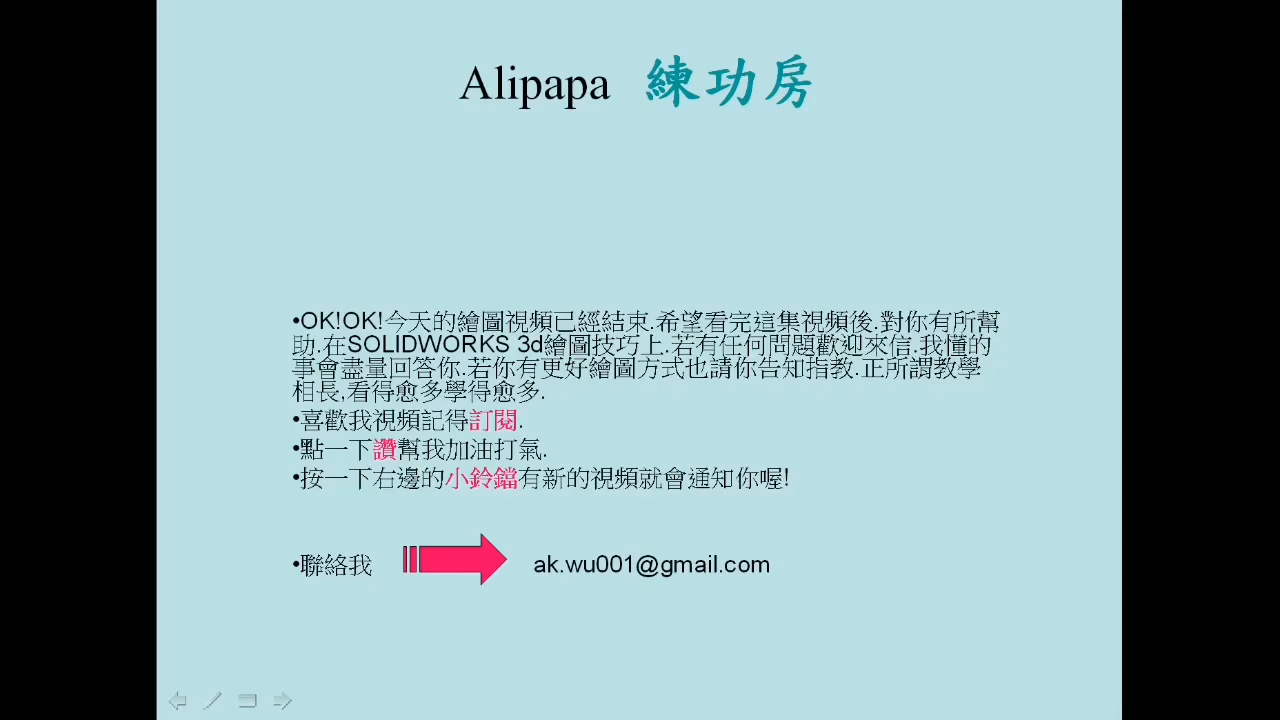 Alipapa 練功房
•OK!OK!今天的繪圖視頻已經結束.希望看完這集視頻後.對你有所幫
助.在SOLIDWORKS 3d繪圖技巧上.若有任何問題歡迎來信.我懂的
事會盡量回答你.若你有更好繪圖方式也請你告知指教.正所謂教學
相長,看得愈多學得愈多.
•喜歡我視頻記得訂閱.
•點一下讚幫我加油打氣.
•按一下右邊的小鈴鐺有新的視頻就會通知你喔!
•聯絡我 ak.wu001@gmail.com